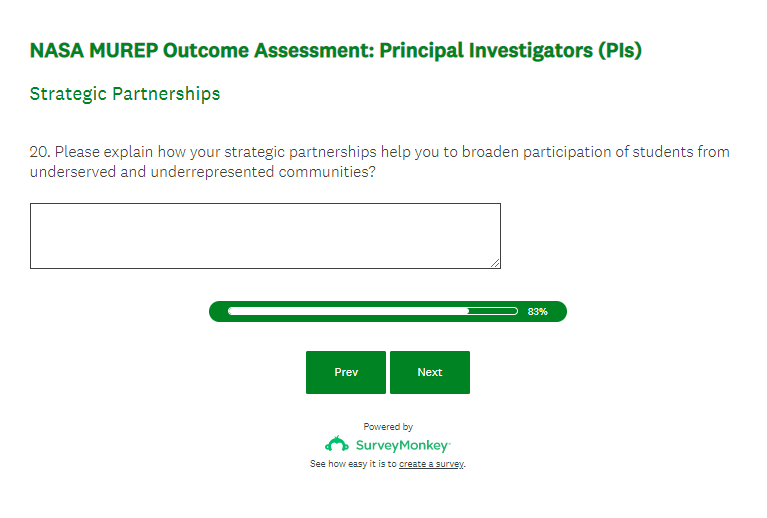 NASA MUREP Outcome Assessment: Principal Investigators (PIs)
Strategic Partnerships
20. Please explain how your strategic partnerships help you to broaden participation of students from
underserved and underrepresented communities?
83%
Prev Next
Powered by
SurveyMonkey
See how easy it is to create a survey.